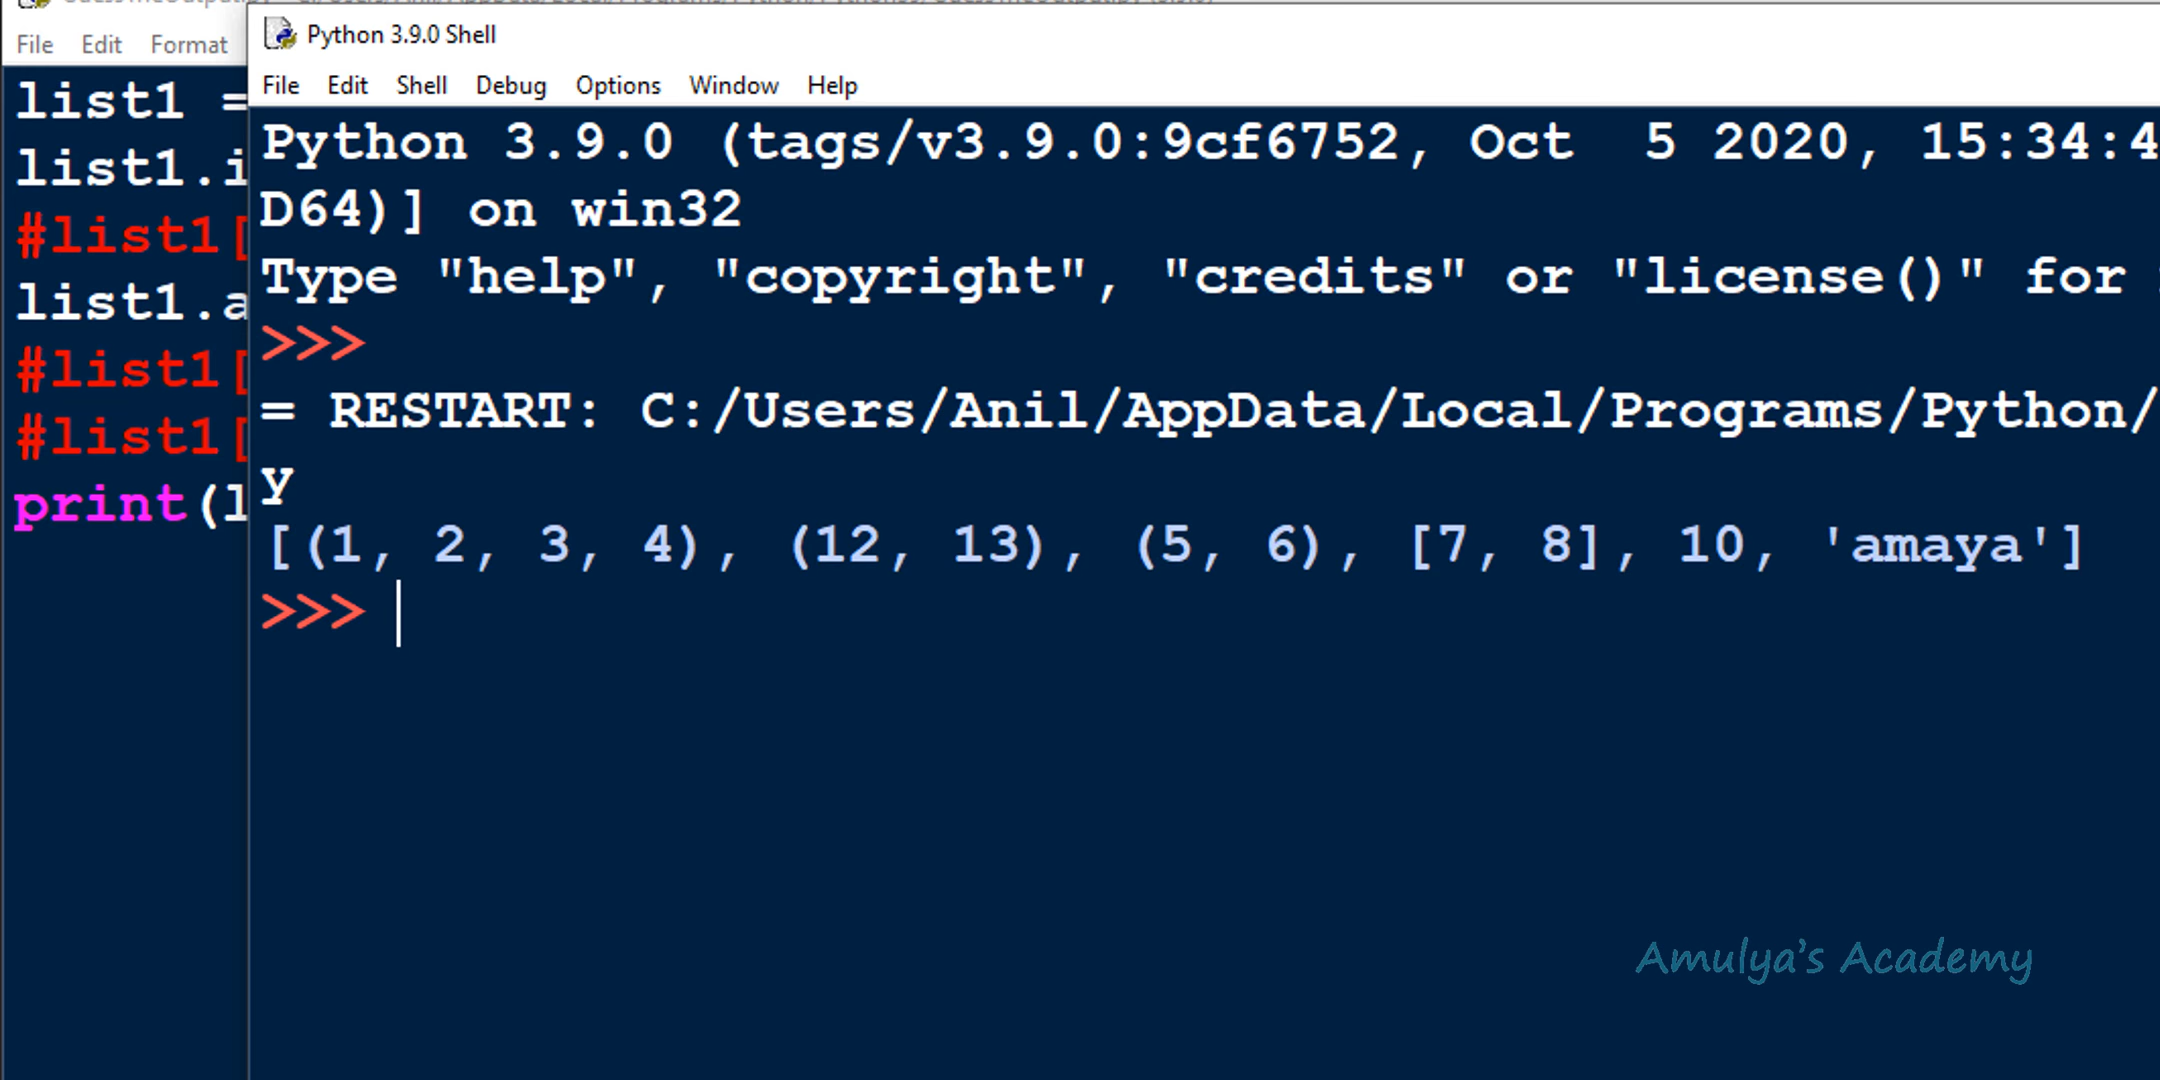 File Edit Format
list1 =
list1.i
#list1[
list1.a
#list1[
#list1[
print(l
Python 3.9.0 Shell
File Edit Shell Debug Options Window Help
Python 3.9.0 (tags/v3.9.0:9cf6752, Oct  5 2020, 15:34:4
D64)] on win32
Type "help", "copyright", "credits" or "license()" for
>>>
= RESTART: C:/Users/Anil/AppData/Local/Programs/Python/
y
[(1, 2, 3, 4), (12, 13), (5, 6), [7, 8], 10, 'amaya']
>>>
Amulya's Academy